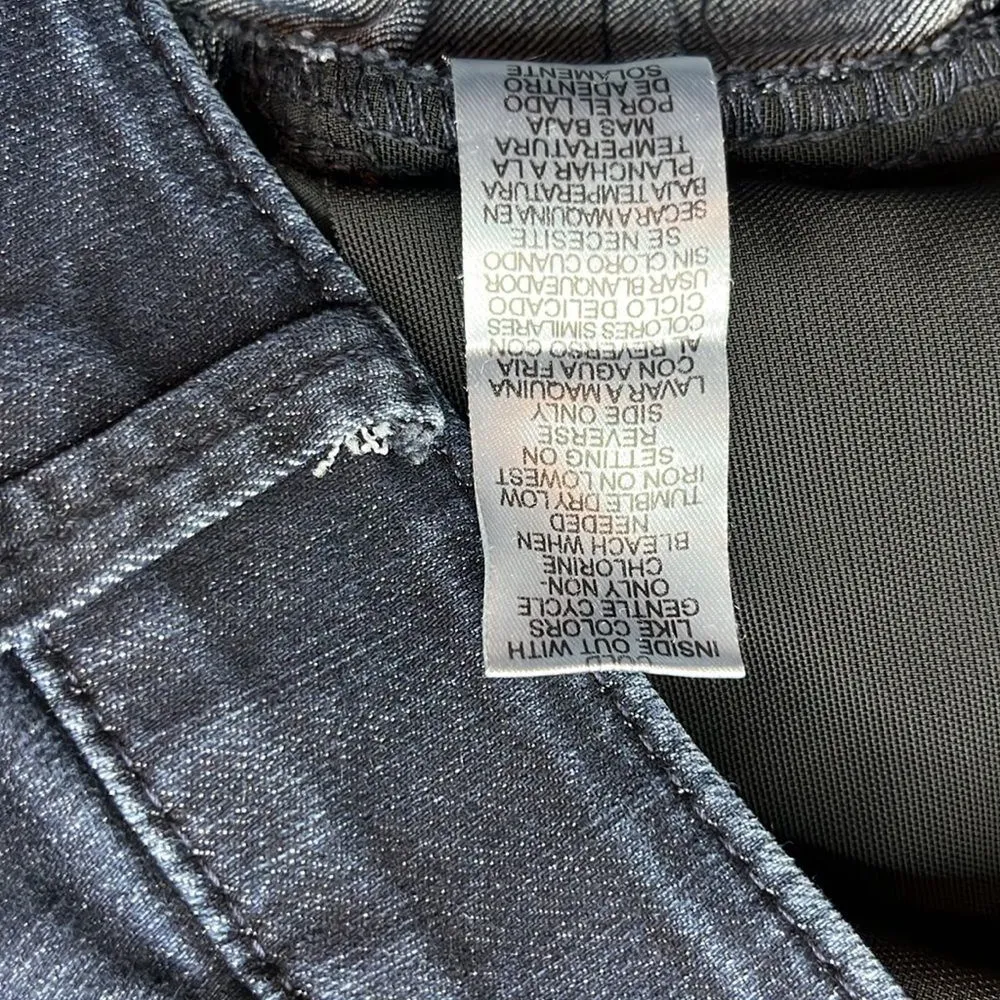 COLD
INSIDE OUT WITH
LIKE COLORS
GENTLE CYCLE
ONLY NON-
CHLORINE
BLEACH WHEN
NEEDED
TUMBLE DRY LOW
IRON ON LOWEST
SETTING ON
REVERSE
SIDE ONLY
LAVAR A MAQUINA
CON AGUA FRIA
AL REVERSO CON
COLORES SIMILARES
CICLO DELICADO
USAR BLANQUEADOR
SIN CLORO CUANDO
SE NECESITE
SECAR A MAQUINA EN
BAJA TEMPERATURA
PLANCHAR A LA
TEMPERATURA
MAS BAJA
POR EL LADO
DE ADENTRO
SOLAMENTE